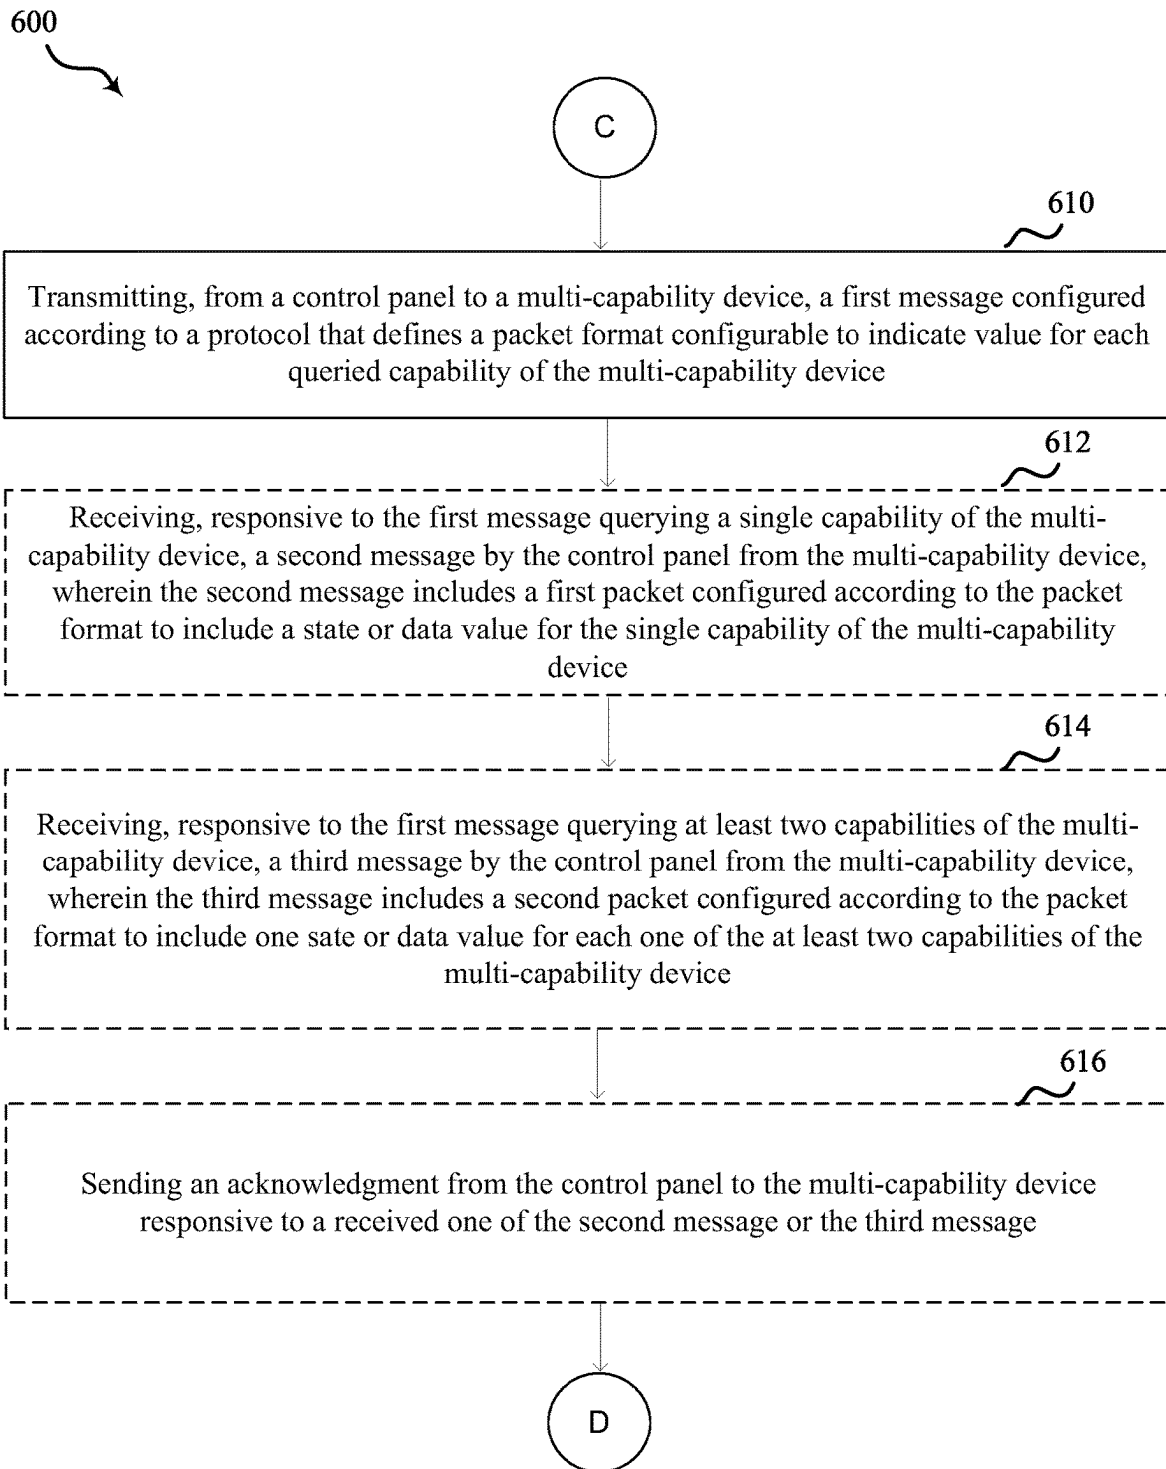 600
C
610
Transmitting, from a control panel to a multi-capability device, a first message configured
according to a protocol that defines a packet format configurable to indicate value for each
queried capability of the multi-capability device
612
Receiving, responsive to the first message querying a single capability of the multi-
capability device, a second message by the control panel from the multi-capability device,
wherein the second message includes a first packet configured according to the packet
format to include a state or data value for the single capability of the multi-capability
device
614
Receiving, responsive to the first message querying at least two capabilities of the multi-
capability device, a third message by the control panel from the multi-capability device,
wherein the third message includes a second packet configured according to the packet
format to include one sate or data value for each one of the at least two capabilities of the
multi-capability device
616
Sending an acknowledgment from the control panel to the multi-capability device
responsive to a received one of the second message or the third message
D